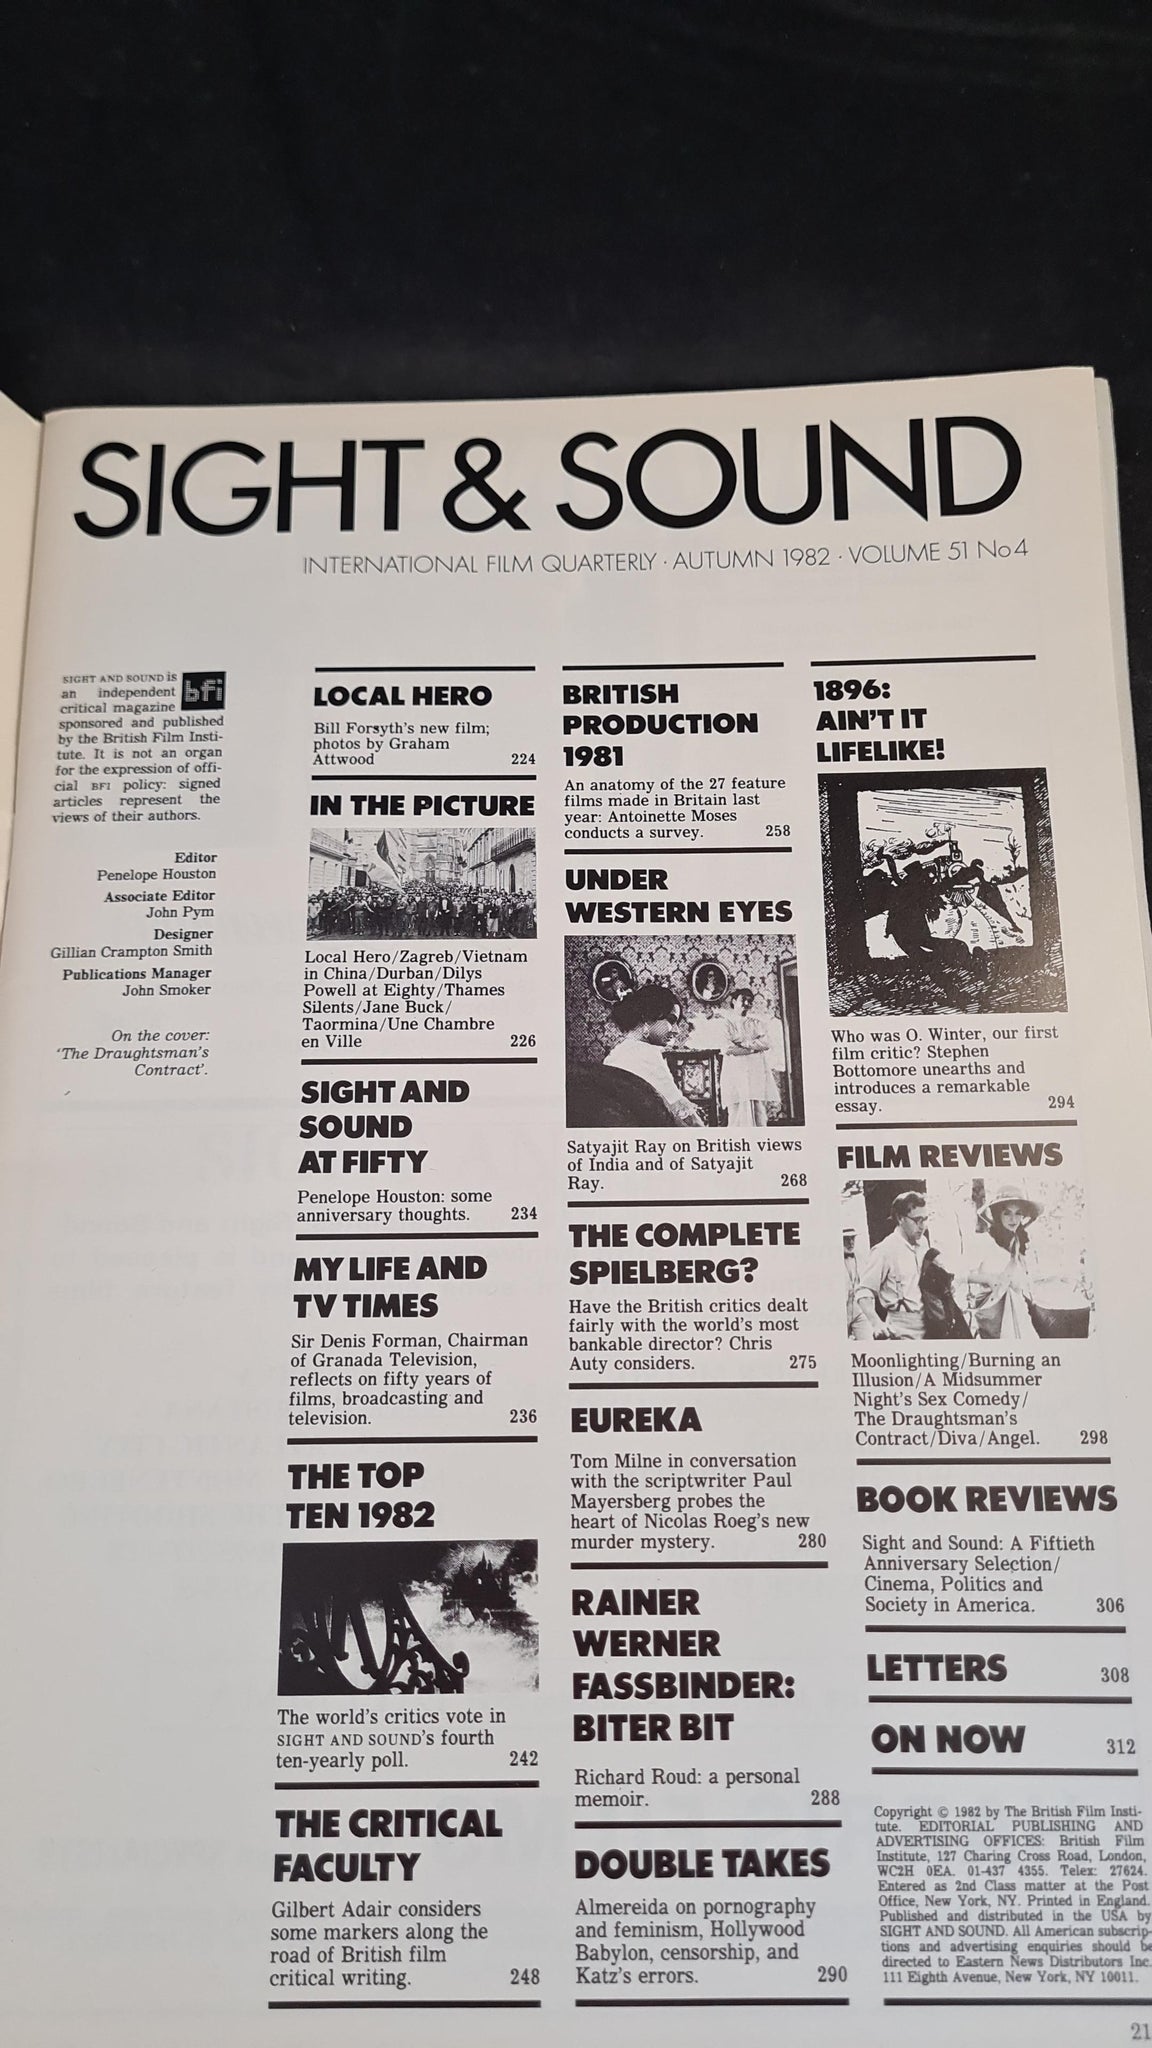 SIGHT & SOUND
INTERNATIONAL FILM QUARTERLY · AUTUMN 1982 · VOLUME 51 No 4
SIGHT AND SOUND is
an independent
critical magazine
sponsored and published
by the British Film Insti-
tute. It is not an organ
for the expression of offi-
cial BFI policy: signed
articles represent the
views of their authors.
bfi
Editor
Penelope Houston
Associate Editor
John Pym
Designer
Gillian Crampton Smith
Publications Manager
John Smoker
On the cover:
'The Draughtsman's
Contract'.
LOCAL HERO
Bill Forsyth's new film;
photos by Graham
Attwood 224
IN THE PICTURE
Local Hero/Zagreb/Vietnam
in China/Durban/Dilys
Powell at Eighty/Thames
Silents/Jane Buck/
Taormina/Une Chambre
en Ville 226
SIGHT AND
SOUND
AT FIFTY
Penelope Houston: some
anniversary thoughts. 234
MY LIFE AND
TV TIMES
Sir Denis Forman, Chairman
of Granada Television,
reflects on fifty years of
films, broadcasting and
television. 236
THE TOP
TEN 1982
The world's critics vote in
SIGHT AND SOUND's fourth
ten-yearly poll. 242
THE CRITICAL
FACULTY
Gilbert Adair considers
some markers along the
road of British film
critical writing. 248
BRITISH
PRODUCTION
1981
An anatomy of the 27 feature
films made in Britain last
year: Antoinette Moses
conducts a survey. 258
UNDER
WESTERN EYES
Satyajit Ray on British views
of India and of Satyajit
Ray. 268
THE COMPLETE
SPIELBERG?
Have the British critics dealt
fairly with the world's most
bankable director? Chris
Auty considers. 275
EUREKA
Tom Milne in conversation
with the scriptwriter Paul
Mayersberg probes the
heart of Nicolas Roeg's new
murder mystery. 280
RAINER
WERNER
FASSBINDER:
BITER BIT
Richard Roud: a personal
memoir. 288
DOUBLE TAKES
Almereida on pornography
and feminism, Hollywood
Babylon, censorship, and
Katz's errors. 290
1896:
AIN'T IT
LIFELIKE!
Who was O. Winter, our first
film critic? Stephen
Bottomore unearths and
introduces a remarkable
essay. 294
FILM REVIEWS
Moonlighting/Burning an
Illusion/A Midsummer
Night's Sex Comedy/
The Draughtsman's
Contract/Diva/Angel. 298
BOOK REVIEWS
Sight and Sound: A Fiftieth
Anniversary Selection/
Cinema, Politics and
Society in America. 306
LETTERS 308
ON NOW 312
Copyright © 1982 by The British Film Insti-
tute. EDITORIAL PUBLISHING AND
ADVERTISING OFFICES: British Film
Institute, 127 Charing Cross Road, London,
WC2H 0EA. 01-437 4355. Telex: 27624.
Entered as 2nd Class matter at the Post
Office, New York, NY. Printed in England.
Published and distributed in the USA by
SIGHT AND SOUND. All American subscrip-
tions and advertising enquiries should be
directed to Eastern News Distributors Inc.
111 Eighth Avenue, New York, NY 10011.